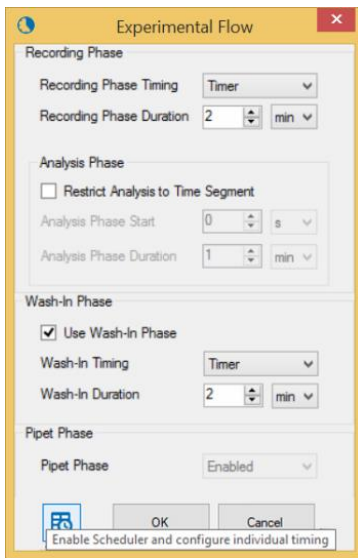 Experimental Flow
Recording Phase
Recording Phase Timing Timer
Recording Phase Duration 2 min
Analysis Phase
Restrict Analysis to Time Segment
Analysis Phase Start 0 s
Analysis Phase Duration 1 min
Wash-In Phase
Use Wash-In Phase
Wash-In Timing Timer
Wash-In Duration 2 min
Pipet Phase
Pipet Phase Enabled
OK Cancel
Enable Scheduler and configure individual timing